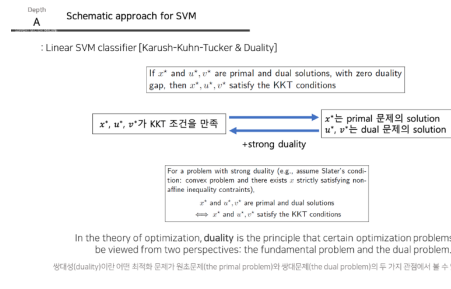 Depth
A
Schematic approach for SVM
: Linear SVM classifier [Karush-Kuhn-Tucker & Duality]
If x* and u*, v* are primal and dual solutions, with zero duality
gap, then x*, u*, v* satisfy the KKT conditions
x*, u*, v*가 KKT 조건을 만족
x*는 primal 문제의 solution
u*, v*는 dual 문제의 solution
+strong duality
For a problem with strong duality (e.g., assume Slater's condi-
tion: convex problem and there exists x strictly satisfying non-
affine inequality contraints),
x* and u*, v* are primal and dual solutions
⟺ x* and u*, v* satisfy the KKT conditions
In the theory of optimization, duality is the principle that certain optimization problems
be viewed from two perspectives: the fundamental problem and the dual problem.
쌍대성(duality)이란 어떤 최적화 문제가 원초문제(the primal problem)와 쌍대문제(the dual problem)의 두 가지 관점에서 볼 수